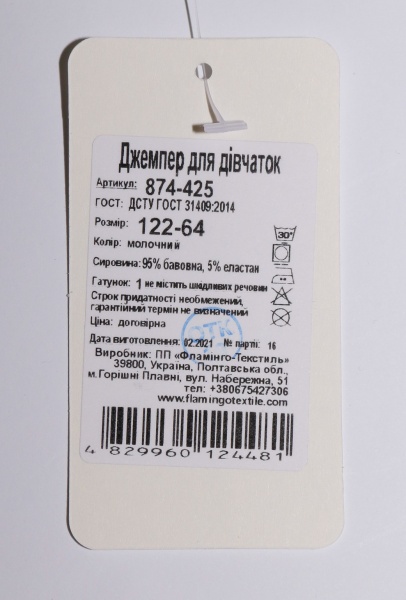 Джемпер для дівчаток
Артикул: 874-425
ГОСТ: ДСТУ ГОСТ 31409:2014
Розмір: 122-64
Колір: молочний
30°
Сировина: 95% бавовна, 5% еластан
Гатунок: 1 не містить шкідливих речовин
Строк придатності необмежений,
гарантійний термін не визначений
Ціна: договірна
ОТК
Дата виготовлення: 02.2021 № партії: 16
Виробник: ПП «Фламінго-Текстиль»
39800, Україна, Полтавська обл.,
м.Горішні Плавні, вул. Набережна, 51
тел: +380675427306
www.flamingotextile.com
4 829960 124481